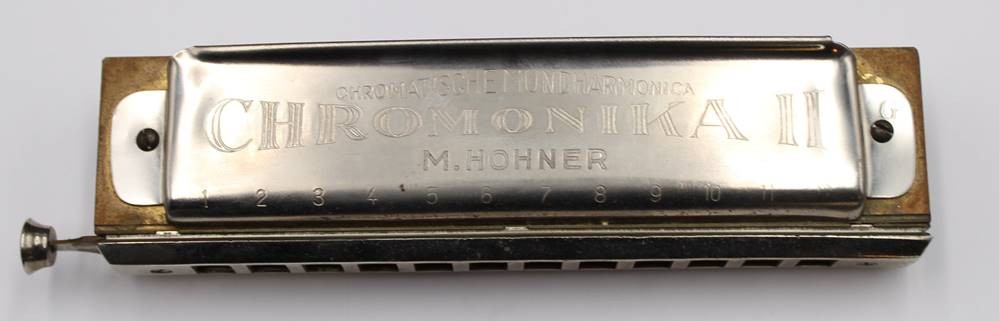 CHROMATISCHE MUNDHARMONICA
CHROMONIKA II
M. HOHNER
1 2 3 4 5 6 7 8 9 10 11
G